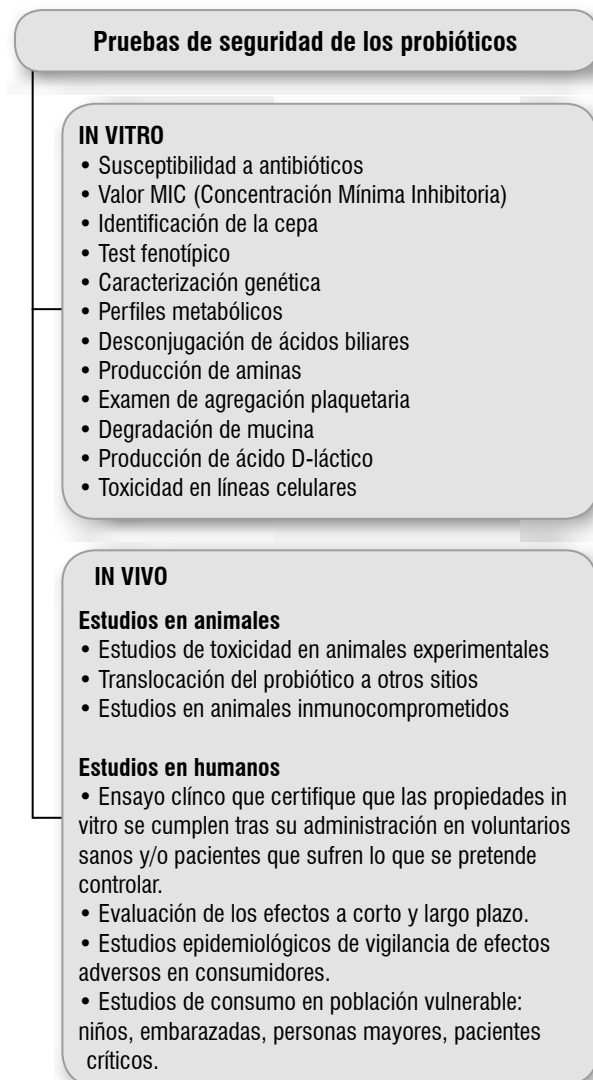 Pruebas de seguridad de los probióticos
IN VITRO
• Susceptibilidad a antibióticos
• Valor MIC (Concentración Mínima Inhibitoria)
• Identificación de la cepa
• Test fenotípico
• Caracterización genética
• Perfiles metabólicos
• Desconjugación de ácidos biliares
• Producción de aminas
• Examen de agregación plaquetaria
• Degradación de mucina
• Producción de ácido D-láctico
• Toxicidad en líneas celulares
IN VIVO
Estudios en animales
• Estudios de toxicidad en animales experimentales
• Translocación del probiótico a otros sitios
• Estudios en animales inmunocomprometidos
Estudios en humanos
• Ensayo clínco que certifique que las propiedades in
vitro se cumplen tras su administración en voluntarios
sanos y/o pacientes que sufren lo que se pretende
controlar.
• Evaluación de los efectos a corto y largo plazo.
• Estudios epidemiológicos de vigilancia de efectos
adversos en consumidores.
• Estudios de consumo en población vulnerable:
niños, embarazadas, personas mayores, pacientes
críticos.